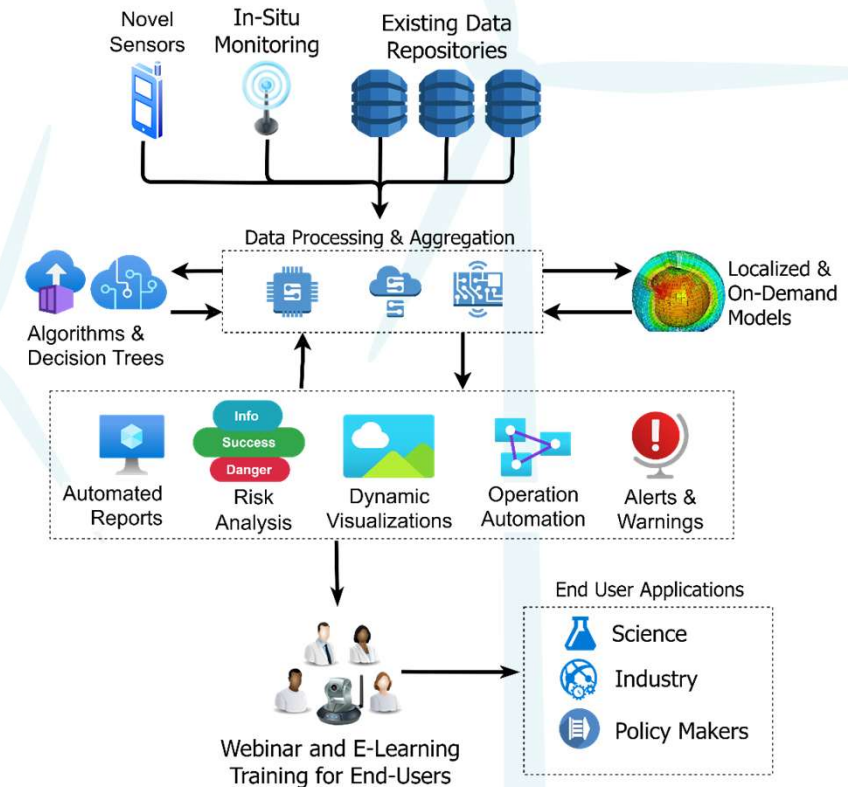 Novel
Sensors
In-Situ
Monitoring
Existing Data
Repositories
Data Processing & Aggregation
Algorithms &
Decision Trees
Localized &
On-Demand
Models
Info
Success
Danger
Automated
Reports
Risk
Analysis
Dynamic
Visualizations
Operation
Automation
Alerts &
Warnings
End User Applications
Science
Industry
Policy Makers
Webinar and E-Learning
Training for End-Users